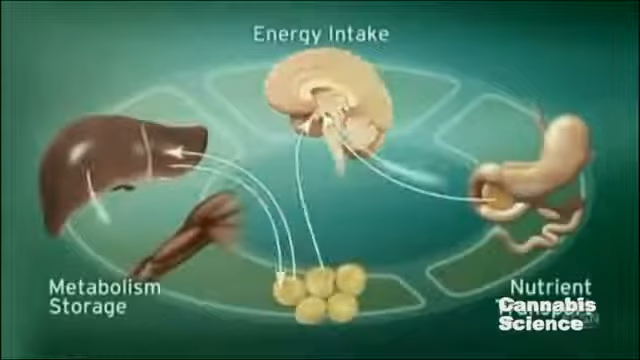 Energy Intake
Metabolism
Storage
Nutrient
Cannabis
Science